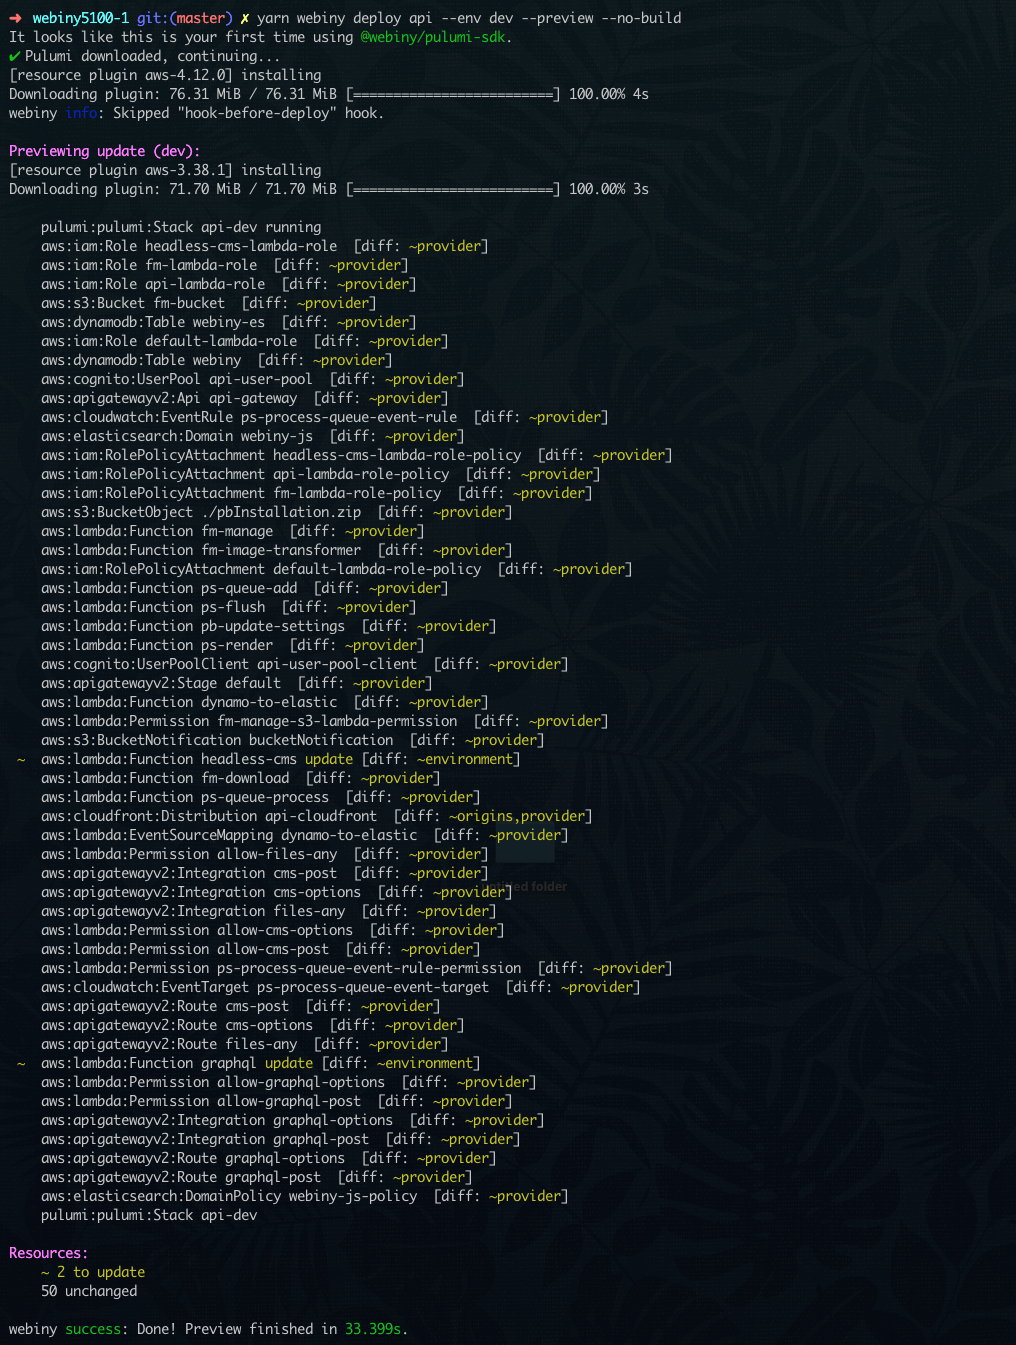 ➜ webiny5100-1 git:(master) ✗ yarn webiny deploy api --env dev --preview --no-build
It looks like this is your first time using @webiny/pulumi-sdk.
✔ Pulumi downloaded, continuing...
[resource plugin aws-4.12.0] installing
Downloading plugin: 76.31 MiB / 76.31 MiB [=========================] 100.00% 4s
webiny info: Skipped "hook-before-deploy" hook.
Previewing update (dev):
[resource plugin aws-3.38.1] installing
Downloading plugin: 71.70 MiB / 71.70 MiB [=========================] 100.00% 3s
pulumi:pulumi:Stack api-dev running
aws:iam:Role headless-cms-lambda-role [diff: ~provider]
aws:iam:Role fm-lambda-role [diff: ~provider]
aws:iam:Role api-lambda-role [diff: ~provider]
aws:s3:Bucket fm-bucket [diff: ~provider]
aws:dynamodb:Table webiny-es [diff: ~provider]
aws:iam:Role default-lambda-role [diff: ~provider]
aws:dynamodb:Table webiny [diff: ~provider]
aws:cognito:UserPool api-user-pool [diff: ~provider]
aws:apigatewayv2:Api api-gateway [diff: ~provider]
aws:cloudwatch:EventRule ps-process-queue-event-rule [diff: ~provider]
aws:elasticsearch:Domain webiny-js [diff: ~provider]
aws:iam:RolePolicyAttachment headless-cms-lambda-role-policy [diff: ~provider]
aws:iam:RolePolicyAttachment api-lambda-role-policy [diff: ~provider]
aws:iam:RolePolicyAttachment fm-lambda-role-policy [diff: ~provider]
aws:s3:BucketObject ./pbInstallation.zip [diff: ~provider]
aws:lambda:Function fm-manage [diff: ~provider]
aws:lambda:Function fm-image-transformer [diff: ~provider]
aws:iam:RolePolicyAttachment default-lambda-role-policy [diff: ~provider]
aws:lambda:Function ps-queue-add [diff: ~provider]
aws:lambda:Function ps-flush [diff: ~provider]
aws:lambda:Function pb-update-settings [diff: ~provider]
aws:lambda:Function ps-render [diff: ~provider]
aws:cognito:UserPoolClient api-user-pool-client [diff: ~provider]
aws:apigatewayv2:Stage default [diff: ~provider]
aws:lambda:Function dynamo-to-elastic [diff: ~provider]
aws:lambda:Permission fm-manage-s3-lambda-permission [diff: ~provider]
aws:s3:BucketNotification bucketNotification [diff: ~provider]
~ aws:lambda:Function headless-cms update [diff: ~environment]
aws:lambda:Function fm-download [diff: ~provider]
aws:lambda:Function ps-queue-process [diff: ~provider]
aws:cloudfront:Distribution api-cloudfront [diff: ~origins,provider]
aws:lambda:EventSourceMapping dynamo-to-elastic [diff: ~provider]
aws:lambda:Permission allow-files-any [diff: ~provider]
aws:apigatewayv2:Integration cms-post [diff: ~provider]
aws:apigatewayv2:Integration cms-options [diff: ~provider]
untitled folder
aws:apigatewayv2:Integration files-any [diff: ~provider]
aws:lambda:Permission allow-cms-options [diff: ~provider]
aws:lambda:Permission allow-cms-post [diff: ~provider]
aws:lambda:Permission ps-process-queue-event-rule-permission [diff: ~provider]
aws:cloudwatch:EventTarget ps-process-queue-event-target [diff: ~provider]
aws:apigatewayv2:Route cms-post [diff: ~provider]
aws:apigatewayv2:Route cms-options [diff: ~provider]
aws:apigatewayv2:Route files-any [diff: ~provider]
~ aws:lambda:Function graphql update [diff: ~environment]
aws:lambda:Permission allow-graphql-options [diff: ~provider]
aws:lambda:Permission allow-graphql-post [diff: ~provider]
aws:apigatewayv2:Integration graphql-options [diff: ~provider]
aws:apigatewayv2:Integration graphql-post [diff: ~provider]
aws:apigatewayv2:Route graphql-options [diff: ~provider]
aws:apigatewayv2:Route graphql-post [diff: ~provider]
aws:elasticsearch:DomainPolicy webiny-js-policy [diff: ~provider]
pulumi:pulumi:Stack api-dev
Resources:
~ 2 to update
50 unchanged
webiny success: Done! Preview finished in 33.399s.